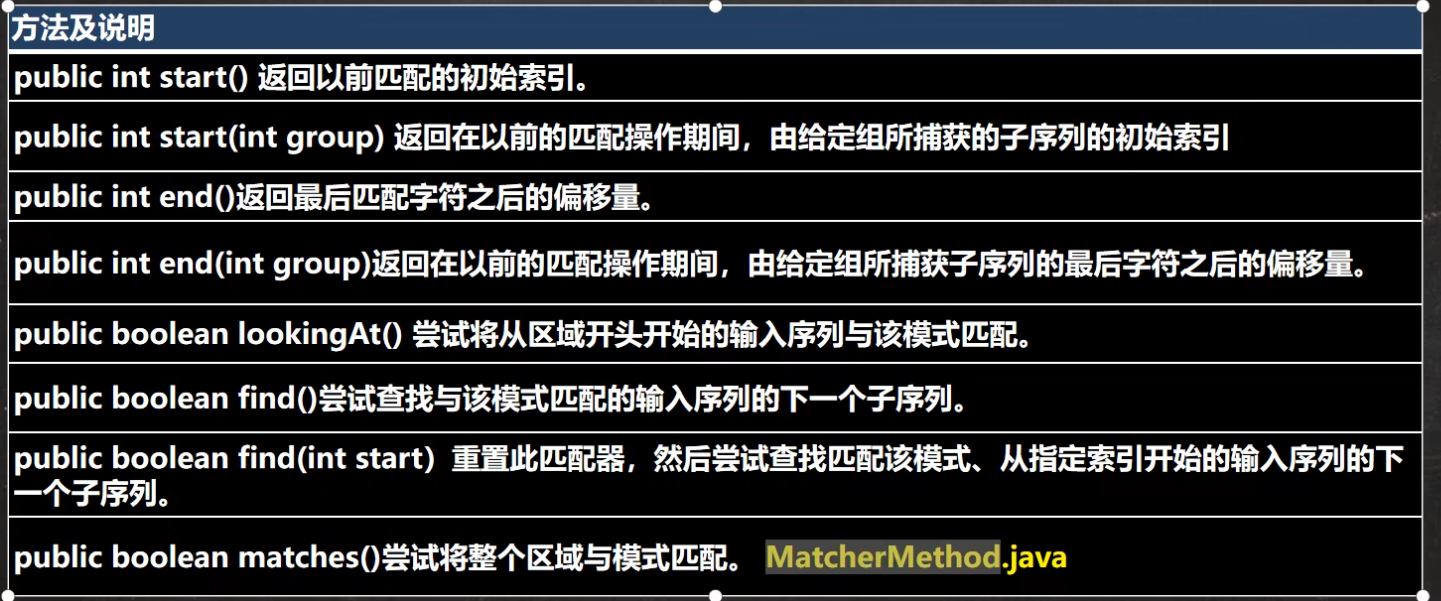 方法及说明
public int start() 返回以前匹配的初始索引。
public int start(int group) 返回在以前的匹配操作期间，由给定组所捕获的子序列的初始索引
public int end()返回最后匹配字符之后的偏移量。
public int end(int group)返回在以前的匹配操作期间，由给定组所捕获子序列的最后字符之后的偏移量。
public boolean lookingAt() 尝试将从区域开头开始的输入序列与该模式匹配。
public boolean find()尝试查找与该模式匹配的输入序列的下一个子序列。
public boolean find(int start）重置此匹配器，然后尝试查找匹配该模式、从指定索引开始的输入序列的下
一个子序列。
public boolean matches()尝试将整个区域与模式匹配。 MatcherMethod.java